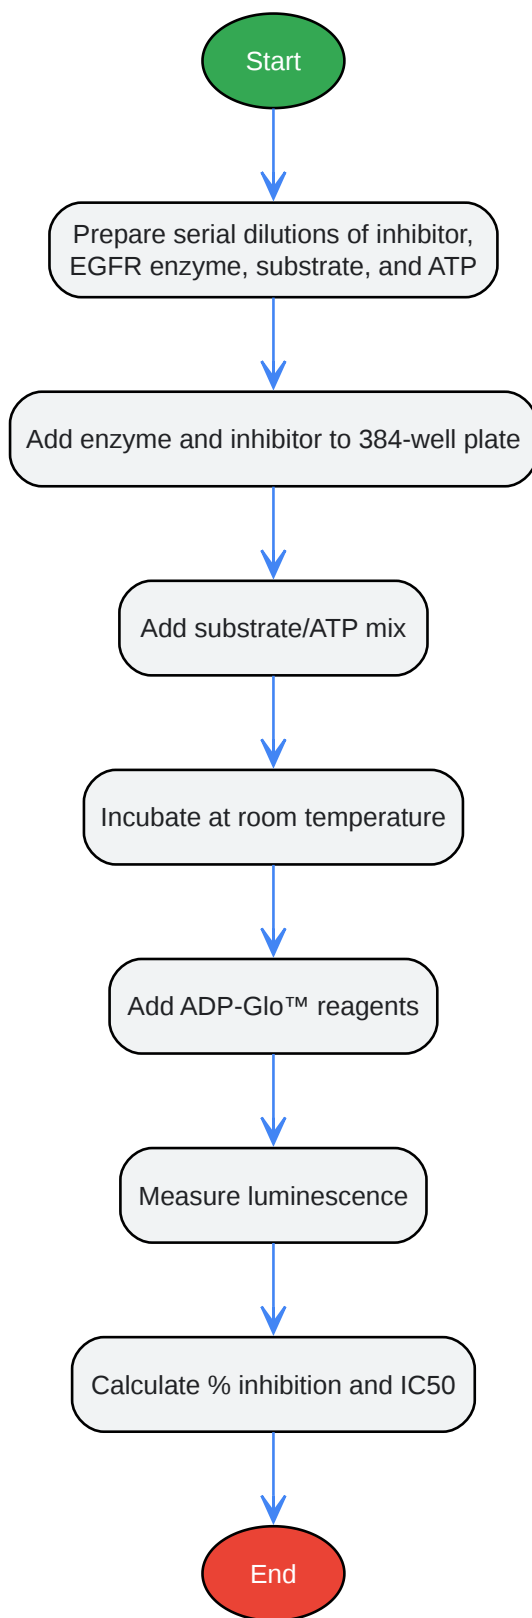 Start
Prepare serial dilutions of inhibitor,
EGFR enzyme, substrate, and ATP
Add enzyme and inhibitor to 384-well plate
Add substrate/ATP mix
Incubate at room temperature
Add ADP-Glo™ reagents
Measure luminescence
Calculate % inhibition and IC50
End